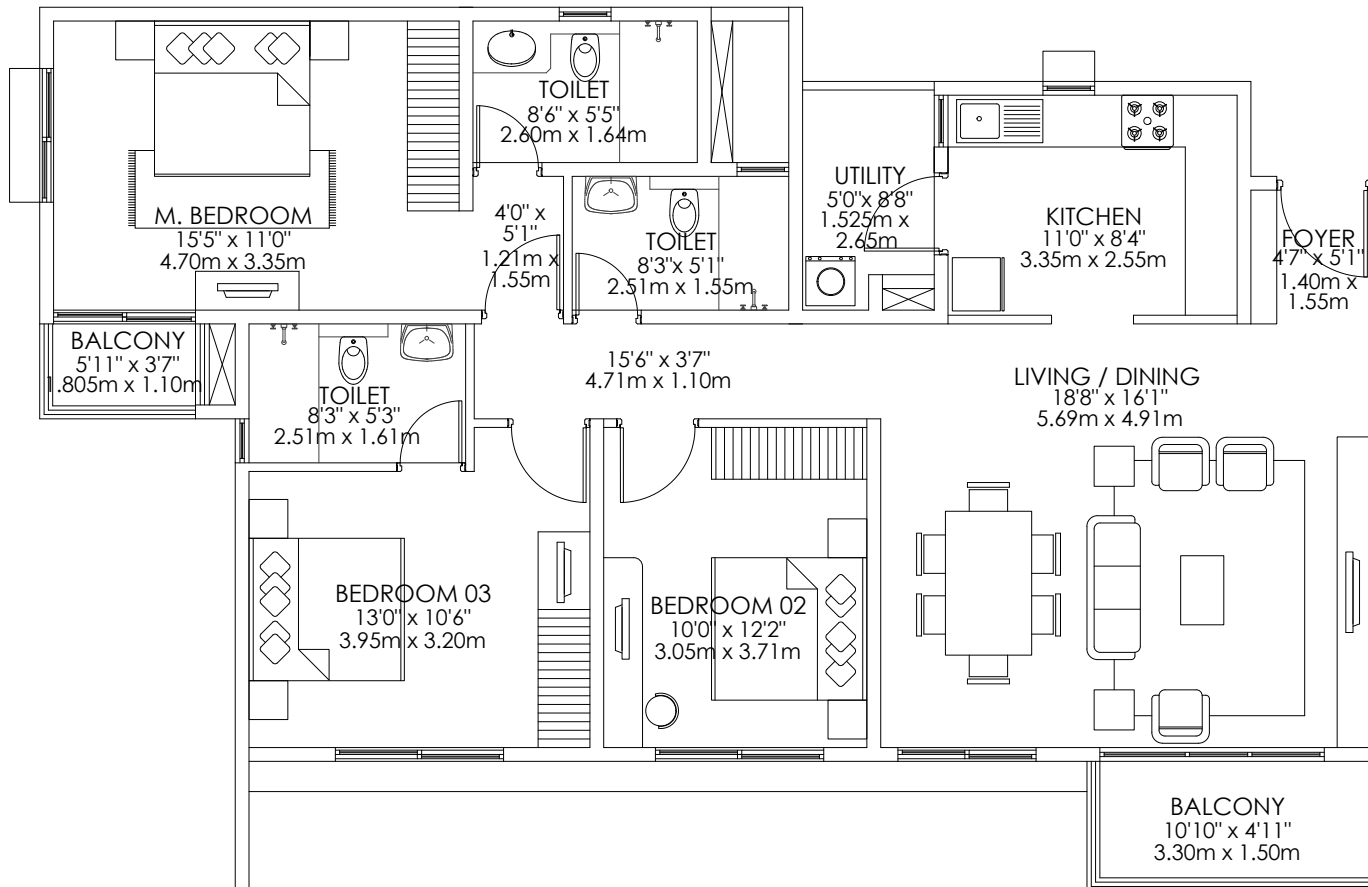 TOILET
8'6" x 5'5"
2.60m x 1.64m
M. BEDROOM
15'5" x 11'0"
4.70m x 3.35m
4'0" x
5'1"
1.21m x
1.55m
TOILET
8'3"x 5'1"
2.51m x 1.55m
UTILITY
5'0"x 8'8"
1.525m x
2.65m
KITCHEN
11'0" x 8'4"
3.35m x 2.55m
FOYER
4'7" x 5'1"
1.40m x
1.55m
BALCONY
5'11" x 3'7"
1.805m x 1.10m
TOILET
8'3" x 5'3"
2.51m x 1.61m
15'6" x 3'7"
4.71m x 1.10m
LIVING / DINING
18'8" x 16'1"
5.69m x 4.91m
BEDROOM 03
13'0" x 10'6"
3.95m x 3.20m
BEDROOM 02
10'0" x 12'2"
3.05m x 3.71m
BALCONY
10'10" x 4'11"
3.30m x 1.50m